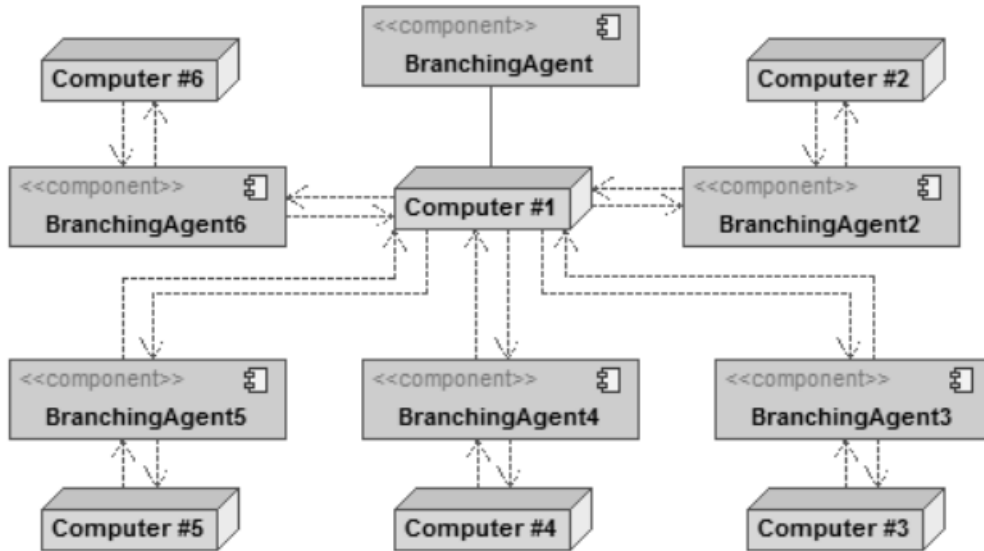 <<component>>
BranchingAgent
Computer #6
Computer #2
<<component>>
BranchingAgent6
Computer #1
<<component>>
BranchingAgent2
<<component>>
BranchingAgent5
<<component>>
BranchingAgent4
<<component>>
BranchingAgent3
Computer #5
Computer #4
Computer #3